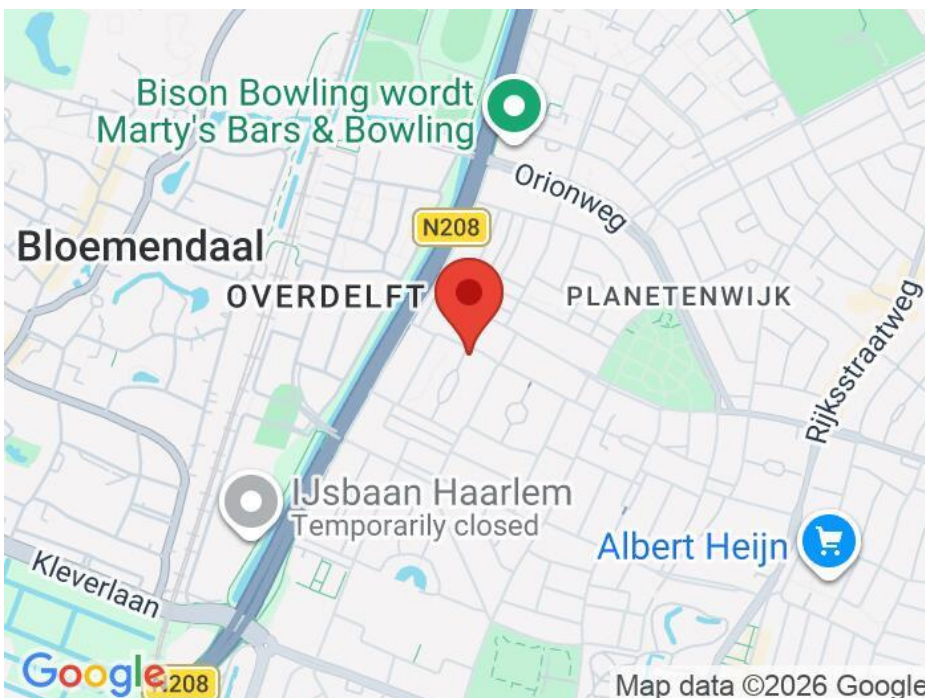 Bison Bowling wordt
Marty's Bars & Bowling
Orionweg
N208
Bloemendaal
OVERDELFT
PLANETENWIJK
Rijksstraatweg
IJsbaan Haarlem
Temporarily closed
Albert Heijn
Kleverlaan
Google
N208
Map data ©2026 Google